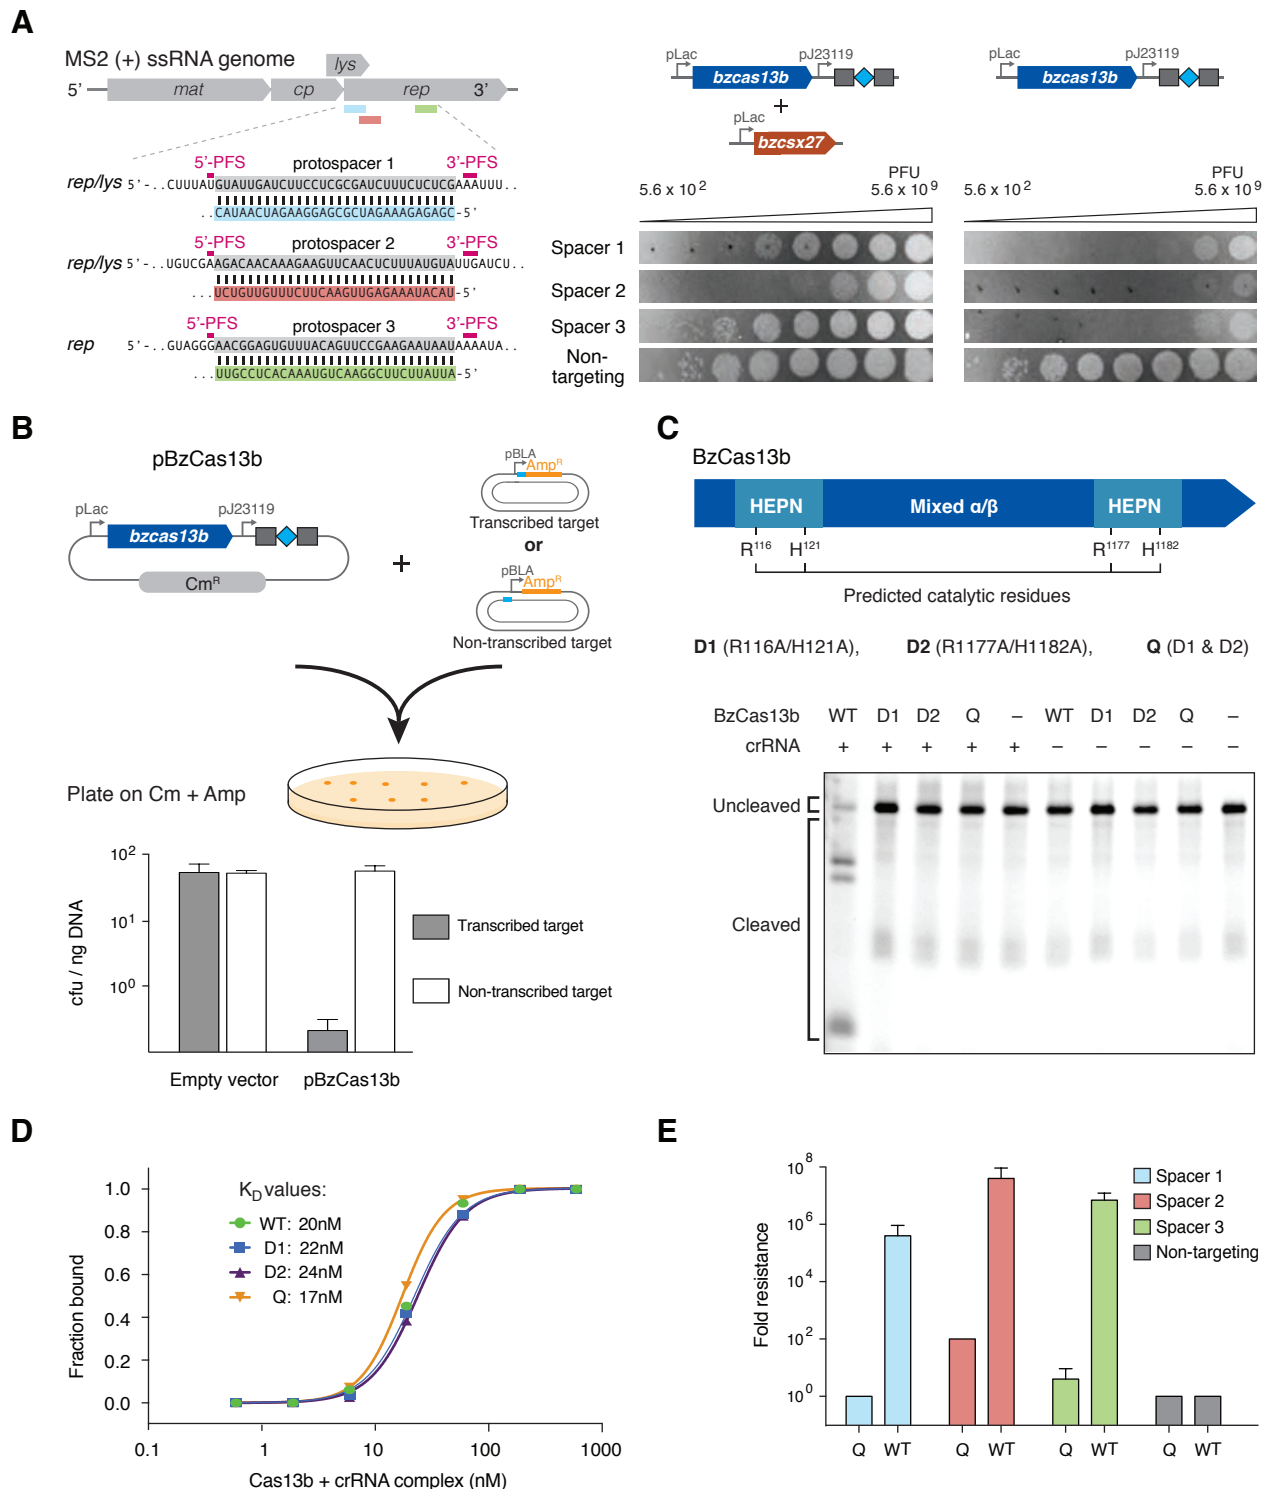 A
MS2 (+) ssRNA genome
lys
5’ mat cp rep 3’
5’-PFS protospacer 1 3’-PFS
rep/lys 5’-..CUUUAUGUAUUGAUCUUCCUCGCGAUCUUUCUCUCGAAAUUU..
..CAUAACUAGAAGGAGCGCUAGAAAGAGAGC-5’
5’-PFS protospacer 2 3’-PFS
rep/lys 5’-..UGUCGAAGACAACAAAGAAGUUCAACUCUUUAUGUAUUGAUCU..
...UCUGUUGUUUCUUCAAGUUGAGAAAUACAU-5’
5’-PFS protospacer 3 3’-PFS
rep 5’-..GUAGGGAACGGAGUGUUUACAGUUCCGAAGAAUAAUAAAAUA..
...UUGCCUCACAAAUGUCAAGGCUUCUUAUUA-5’
pLac pJ23119
bzcas13b
+
pLac
bzcsx27
pLac pJ23119
bzcas13b
PFU
5.6 x 10² 5.6 x 10⁹
PFU
5.6 x 10² 5.6 x 10⁹
Spacer 1
Spacer 2
Spacer 3
Non-
targeting
B
pBzCas13b
pLac pJ23119
bzcas13b
Cmᴿ
+
pBLA
Ampᴿ
Transcribed target
or
pBLA
Ampᴿ
Non-transcribed target
Plate on Cm + Amp
cfu / ng DNA
10²
10¹
10⁰
Empty vector pBzCas13b
Transcribed target
Non-transcribed target
C
BzCas13b
HEPN Mixed α/β HEPN
R¹¹⁶ H¹²¹ R¹¹⁷⁷ H¹¹⁸²
Predicted catalytic residues
D1 (R116A/H121A), D2 (R1177A/H1182A), Q (D1 & D2)
BzCas13b WT D1 D2 Q – WT D1 D2 Q –
crRNA + + + + + – – – – –
Uncleaved
Cleaved
D
Fraction bound
1.0
0.8
0.6
0.4
0.2
0.0
K_D values:
WT: 20nM
D1: 22nM
D2: 24nM
Q: 17nM
0.1 1 10 100 1000
Cas13b + crRNA complex (nM)
E
Fold resistance
10⁸
10⁶
10⁴
10²
10⁰
Q WT Q WT Q WT Q WT
Spacer 1
Spacer 2
Spacer 3
Non-targeting